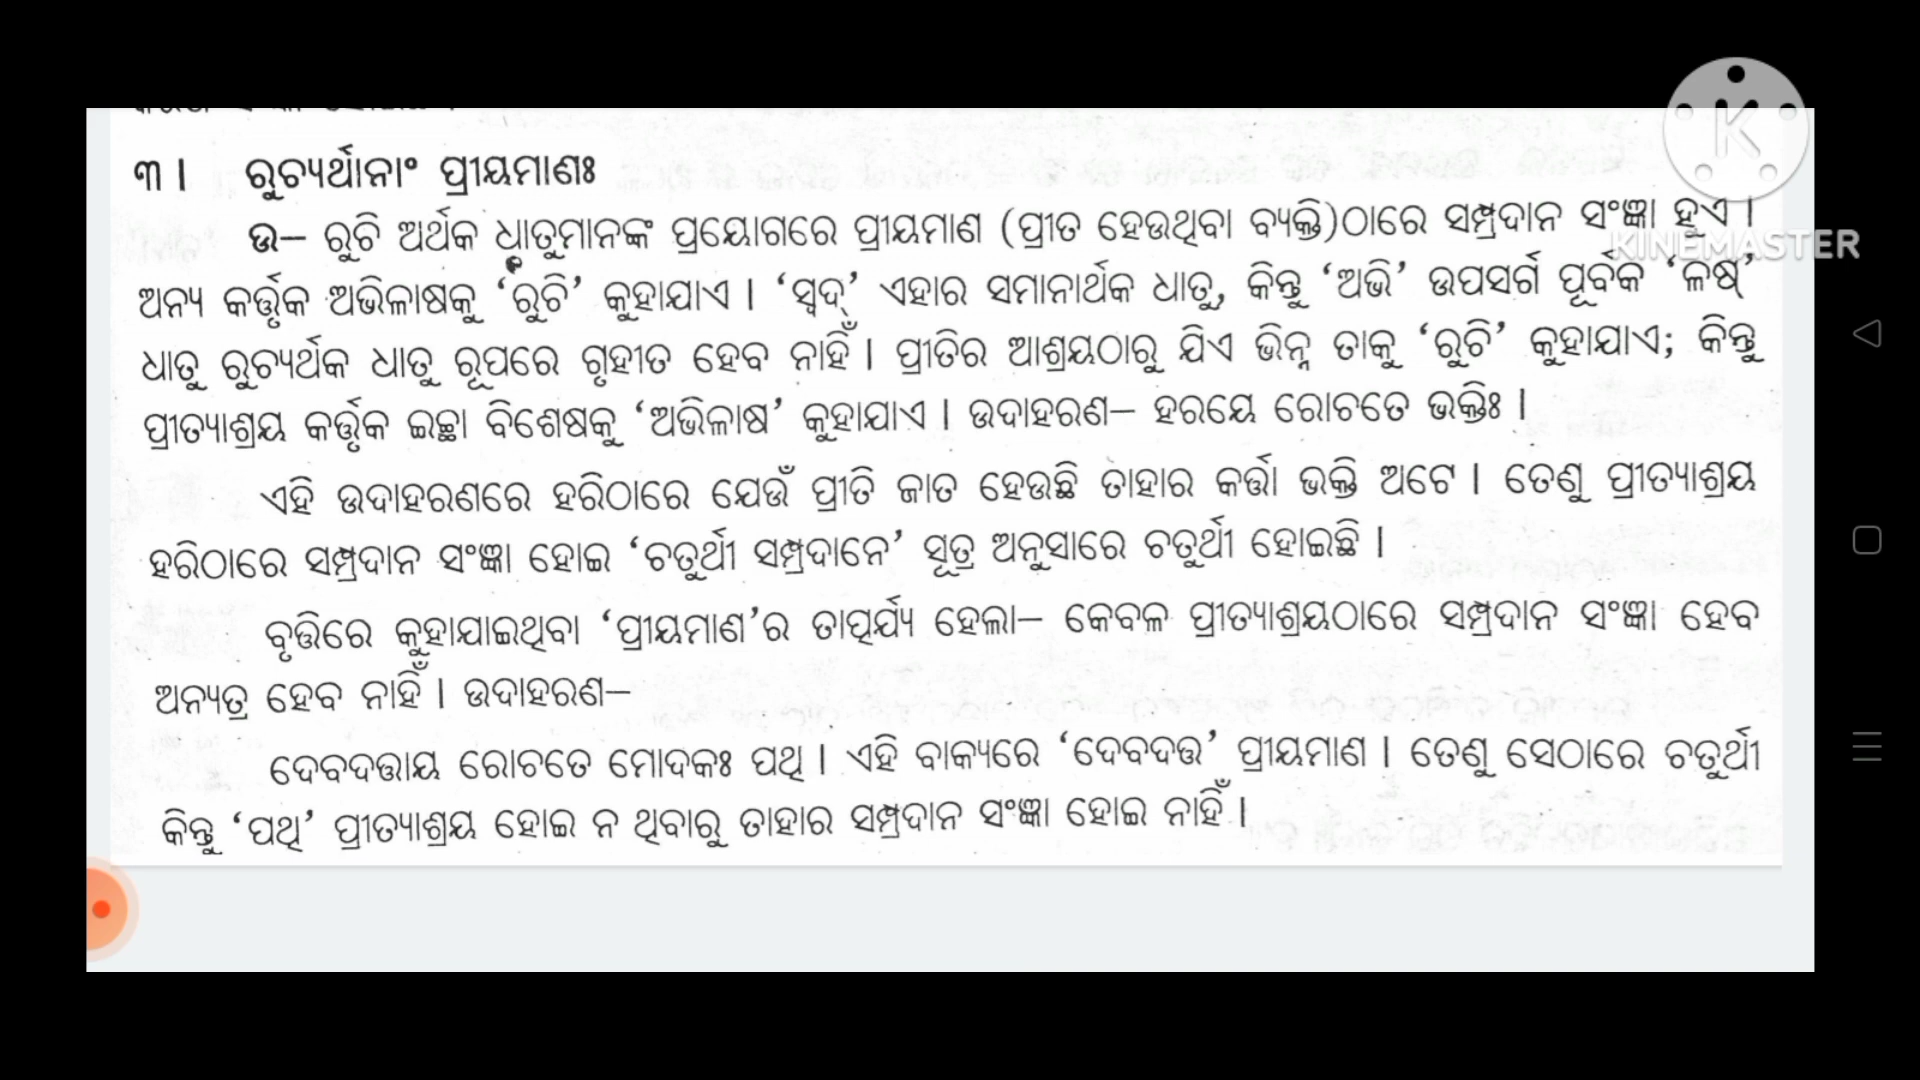 ୩। ରୁଚ୍ୟର୍ଥାନାଂ ପ୍ରୀୟମାଣଃ
ଉ– ରୁଚି ଅର୍ଥକ ଧାତୁମାନଙ୍କ ପ୍ରୟୋଗରେ ପ୍ରୀୟମାଣ (ପ୍ରୀତ ହେଉଥିବା ବ୍ୟକ୍ତି)ଠାରେ ସମ୍ପ୍ରଦାନ ସଂଜ୍ଞା ହୁଏ।
KINEMASTER
ଅନ୍ୟ କର୍ତ୍ତୃକ ଅଭିଳାଷକୁ ‘ରୁଚି’ କୁହାଯାଏ। ‘ସ୍ୱଦ୍’ ଏହାର ସମାନାର୍ଥକ ଧାତୁ, କିନ୍ତୁ ‘ଅଭି’ ଉପସର୍ଗ ପୂର୍ବକ ‘ଳଷ୍’
ଧାତୁ ରୁଚ୍ୟର୍ଥକ ଧାତୁ ରୂପରେ ଗୃହୀତ ହେବ ନାହିଁ। ପ୍ରୀତିର ଆଶ୍ରୟଠାରୁ ଯିଏ ଭିନ୍ନ ତାକୁ ‘ରୁଚି’ କୁହାଯାଏ; କିନ୍ତୁ
ପ୍ରୀତ୍ୟାଶ୍ରୟ କର୍ତ୍ତୃକ ଇଚ୍ଛା ବିଶେଷକୁ ‘ଅଭିଳାଷ’ କୁହାଯାଏ। ଉଦାହରଣ– ହରୟେ ରୋଚତେ ଭକ୍ତିଃ।
ଏହି ଉଦାହରଣରେ ହରିଠାରେ ଯେଉଁ ପ୍ରୀତି ଜାତ ହେଉଛି ତାହାର କର୍ତ୍ତା ଭକ୍ତି ଅଟେ। ତେଣୁ ପ୍ରୀତ୍ୟାଶ୍ରୟ
ହରିଠାରେ ସମ୍ପ୍ରଦାନ ସଂଜ୍ଞା ହୋଇ ‘ଚତୁର୍ଥୀ ସମ୍ପ୍ରଦାନେ’ ସୂତ୍ର ଅନୁସାରେ ଚତୁର୍ଥୀ ହୋଇଛି।
ବୃତ୍ତିରେ କୁହାଯାଇଥିବା ‘ପ୍ରୀୟମାଣ’ର ତାତ୍ପର୍ଯ୍ୟ ହେଲା– କେବଳ ପ୍ରୀତ୍ୟାଶ୍ରୟଠାରେ ସମ୍ପ୍ରଦାନ ସଂଜ୍ଞା ହେବ
ଅନ୍ୟତ୍ର ହେବ ନାହିଁ। ଉଦାହରଣ–
ଦେବଦତ୍ତାୟ ରୋଚତେ ମୋଦକଃ ପଥି। ଏହି ବାକ୍ୟରେ ‘ଦେବଦତ୍ତ’ ପ୍ରୀୟମାଣ। ତେଣୁ ସେଠାରେ ଚତୁର୍ଥୀ
କିନ୍ତୁ ‘ପଥି’ ପ୍ରୀତ୍ୟାଶ୍ରୟ ହୋଇ ନ ଥିବାରୁ ତାହାର ସମ୍ପ୍ରଦାନ ସଂଜ୍ଞା ହୋଇ ନାହିଁ।